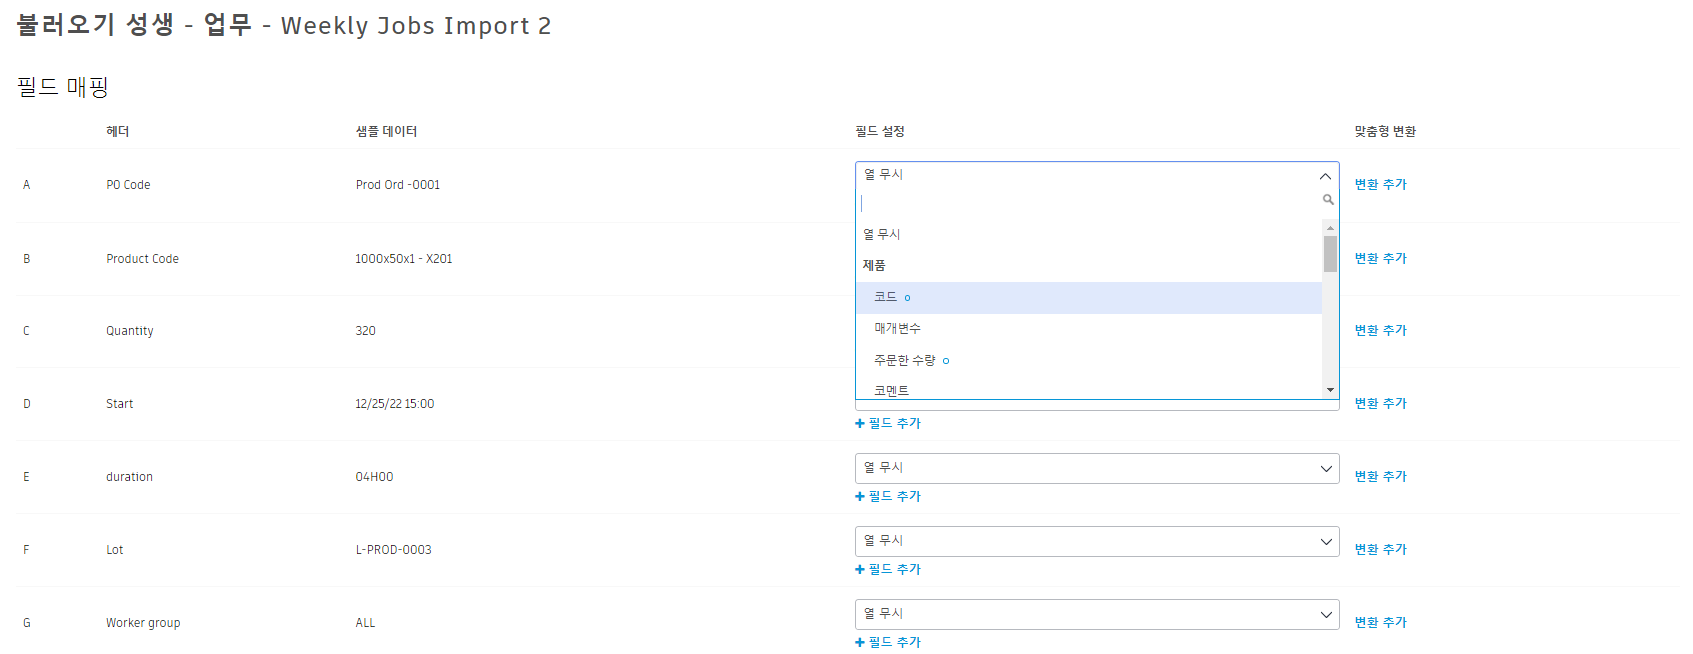 불러오기 성생 - 업무 - Weekly Jobs Import 2
필드 매핑
헤더 샘플 데이터 필드 설정 맞춤형 변환
A PO Code Prod Ord -0001 열 무시 변환 추가
열 무시
제품
코드 o
매개변수
주문한 수량 o
코멘트
B Product Code 1000x50x1 - X201 변환 추가
C Quantity 320 변환 추가
D Start 12/25/22 15:00 변환 추가
+ 필드 추가
E duration 04H00 열 무시 변환 추가
+ 필드 추가
F Lot L-PROD-0003 열 무시 변환 추가
+ 필드 추가
G Worker group ALL 열 무시 변환 추가
+ 필드 추가